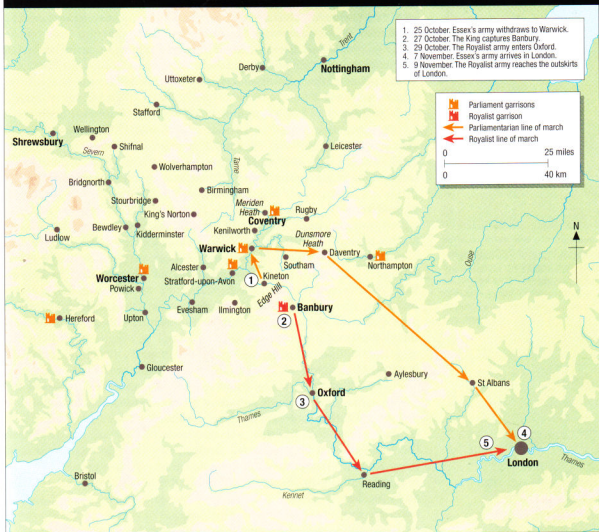 1. 25 October. Essex's army withdraws to Warwick.
2. 27 October. The King captures Banbury.
3. 29 October. The Royalist army enters Oxford.
4. 7 November. Essex's army arrives in London.
5. 9 November. The Royalist army reaches the outskirts
of London.
Parliament garrisons
Royalist garrison
Parliamentarian line of march
Royalist line of march
0 25 miles
0 40 km
N
Trent
Derby
Nottingham
Uttoxeter
Stafford
Wellington
Shrewsbury
Severn
Shifnal
Tame
Leicester
Wolverhampton
Bridgnorth
Birmingham
Stourbridge
Meriden
Heath
King's Norton
Coventry
Rugby
Bewdley
Kidderminster
Kenilworth
Dunsmore
Heath
Ludlow
Warwick
Daventry
Ouse
Southam
Northampton
Worcester
Alcester
Stratford-upon-Avon
1
Kineton
Powick
Edge Hill
Hereford
Upton
Evesham
Ilmington
Banbury
2
Gloucester
Aylesbury
St Albans
Oxford
3
Thames
4
5
London
Thames
Reading
Bristol
Kennet